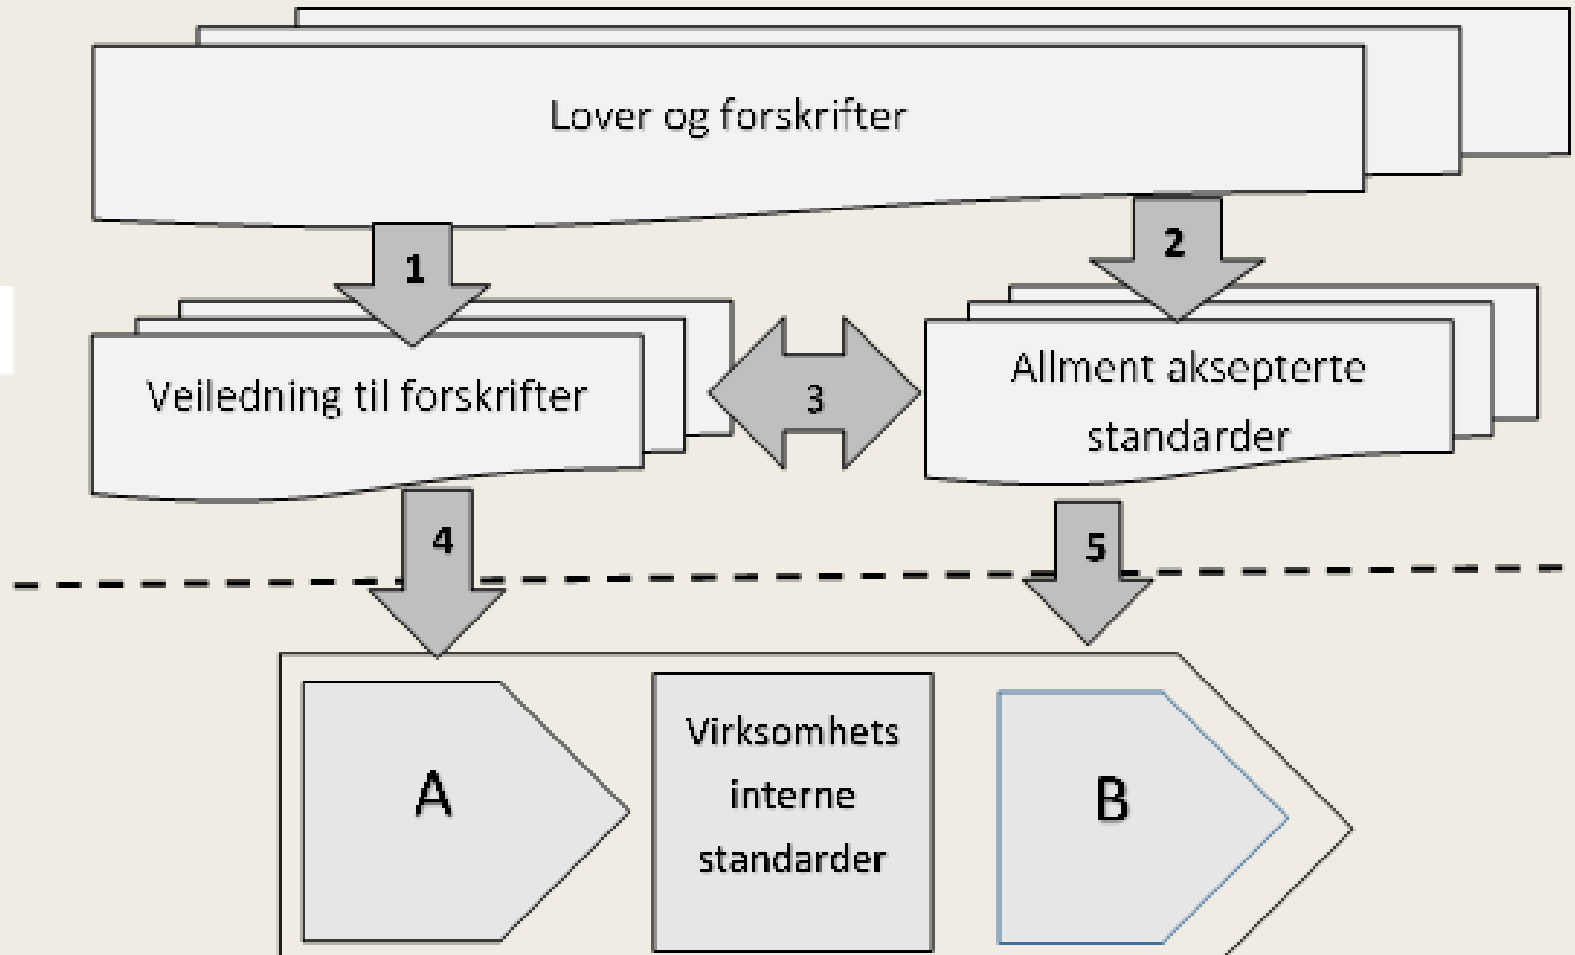 Lover og forskrifter
1
2
Veiledning til forskrifter
3
Allment aksepterte
standarder
4
5
A
Virksomhets
interne
standarder
B